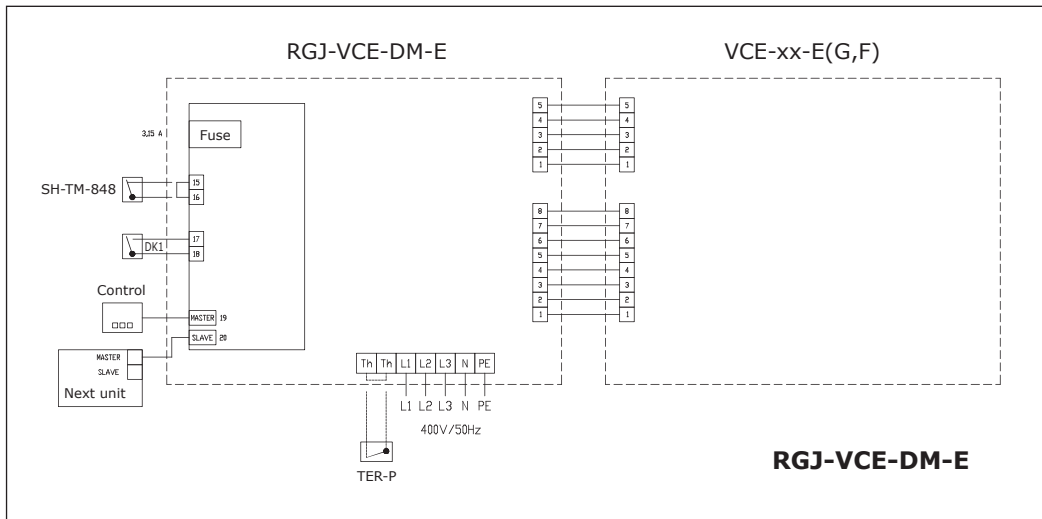 RGJ-VCE-DM-E
VCE-xx-E(G,F)
3,15 A
Fuse
5 5
4 4
3 3
2 2
1 1
SH-TM-848
15
16
DK1
17
18
8 8
7 7
6 6
5 5
4 4
3 3
2 2
1 1
Control
MASTER 19
SLAVE 20
MASTER
SLAVE
Next unit
Th Th L1 L2 L3 N PE
L1 L2 L3 N PE
400V/50Hz
TER-P
RGJ-VCE-DM-E